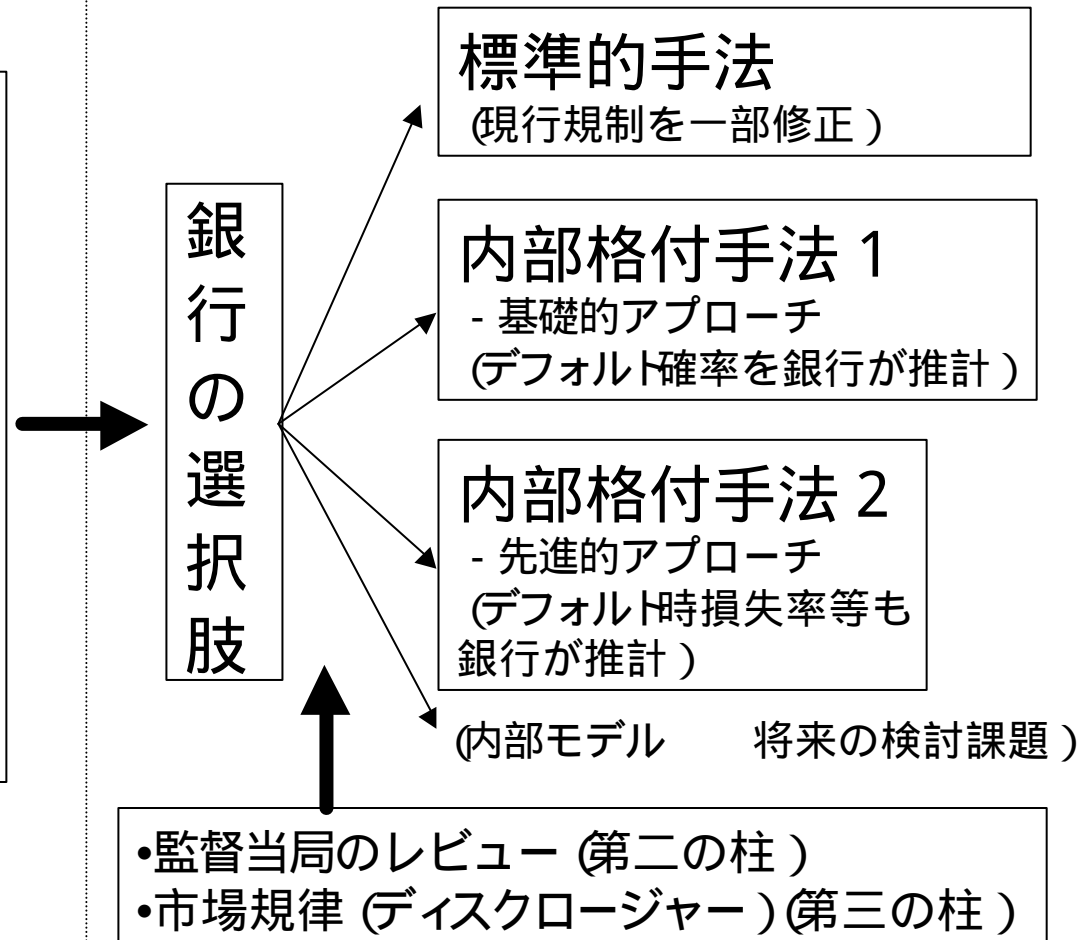 標準的手法
(現行規制を一部修正)
銀行の選択肢
内部格付手法1
- 基礎的アプローチ
(デフォルト確率を銀行が推計)
内部格付手法2
- 先進的アプローチ
(デフォルト時損失率等も
銀行が推計)
(内部モデル　　将来の検討課題)
•監督当局のレビュー(第二の柱)
•市場規律(ディスクロージャー)(第三の柱)